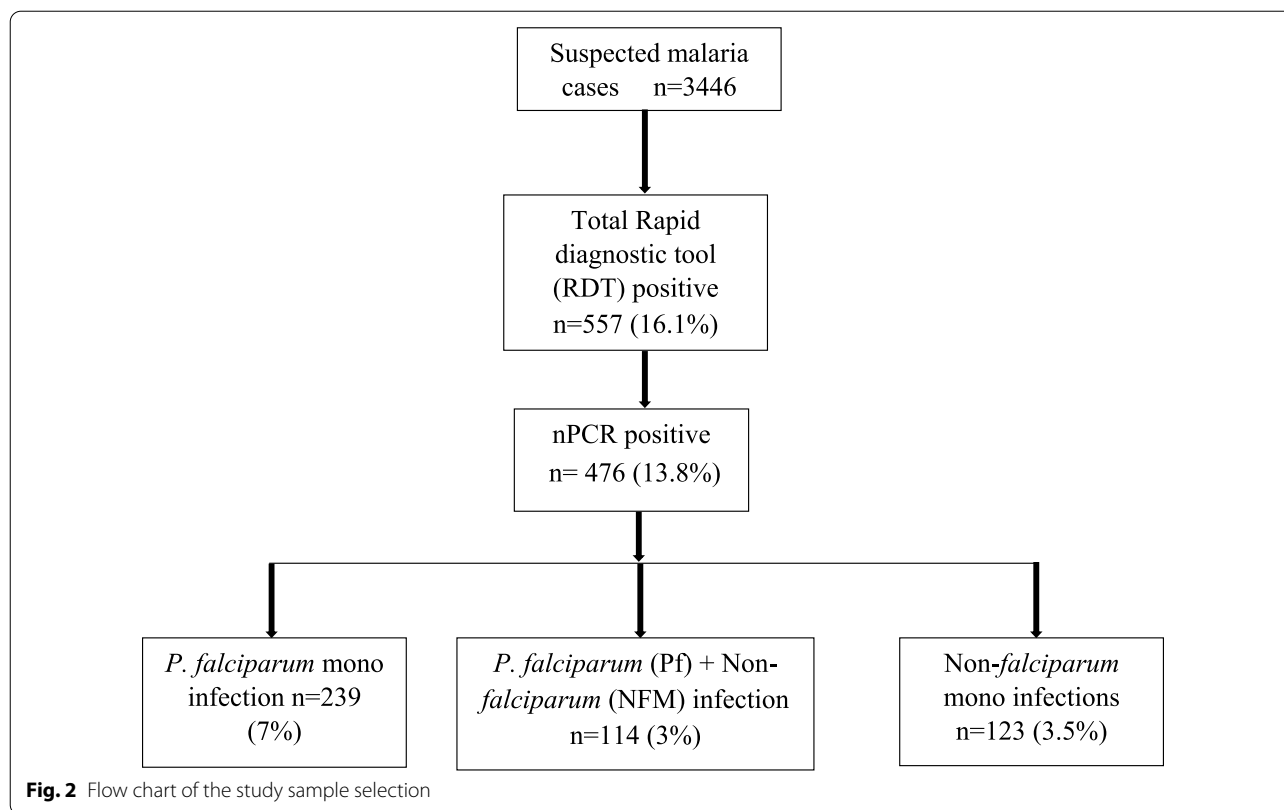 Suspected malaria
cases n=3446
Total Rapid
diagnostic tool
(RDT) positive
n=557 (16.1%)
nPCR positive
n= 476 (13.8%)
P. falciparum mono
infection n=239
(7%)
P. falciparum (Pf) + Non-
falciparum (NFM) infection
n=114 (3%)
Non-falciparum
mono infections
n=123 (3.5%)
Fig. 2 Flow chart of the study sample selection